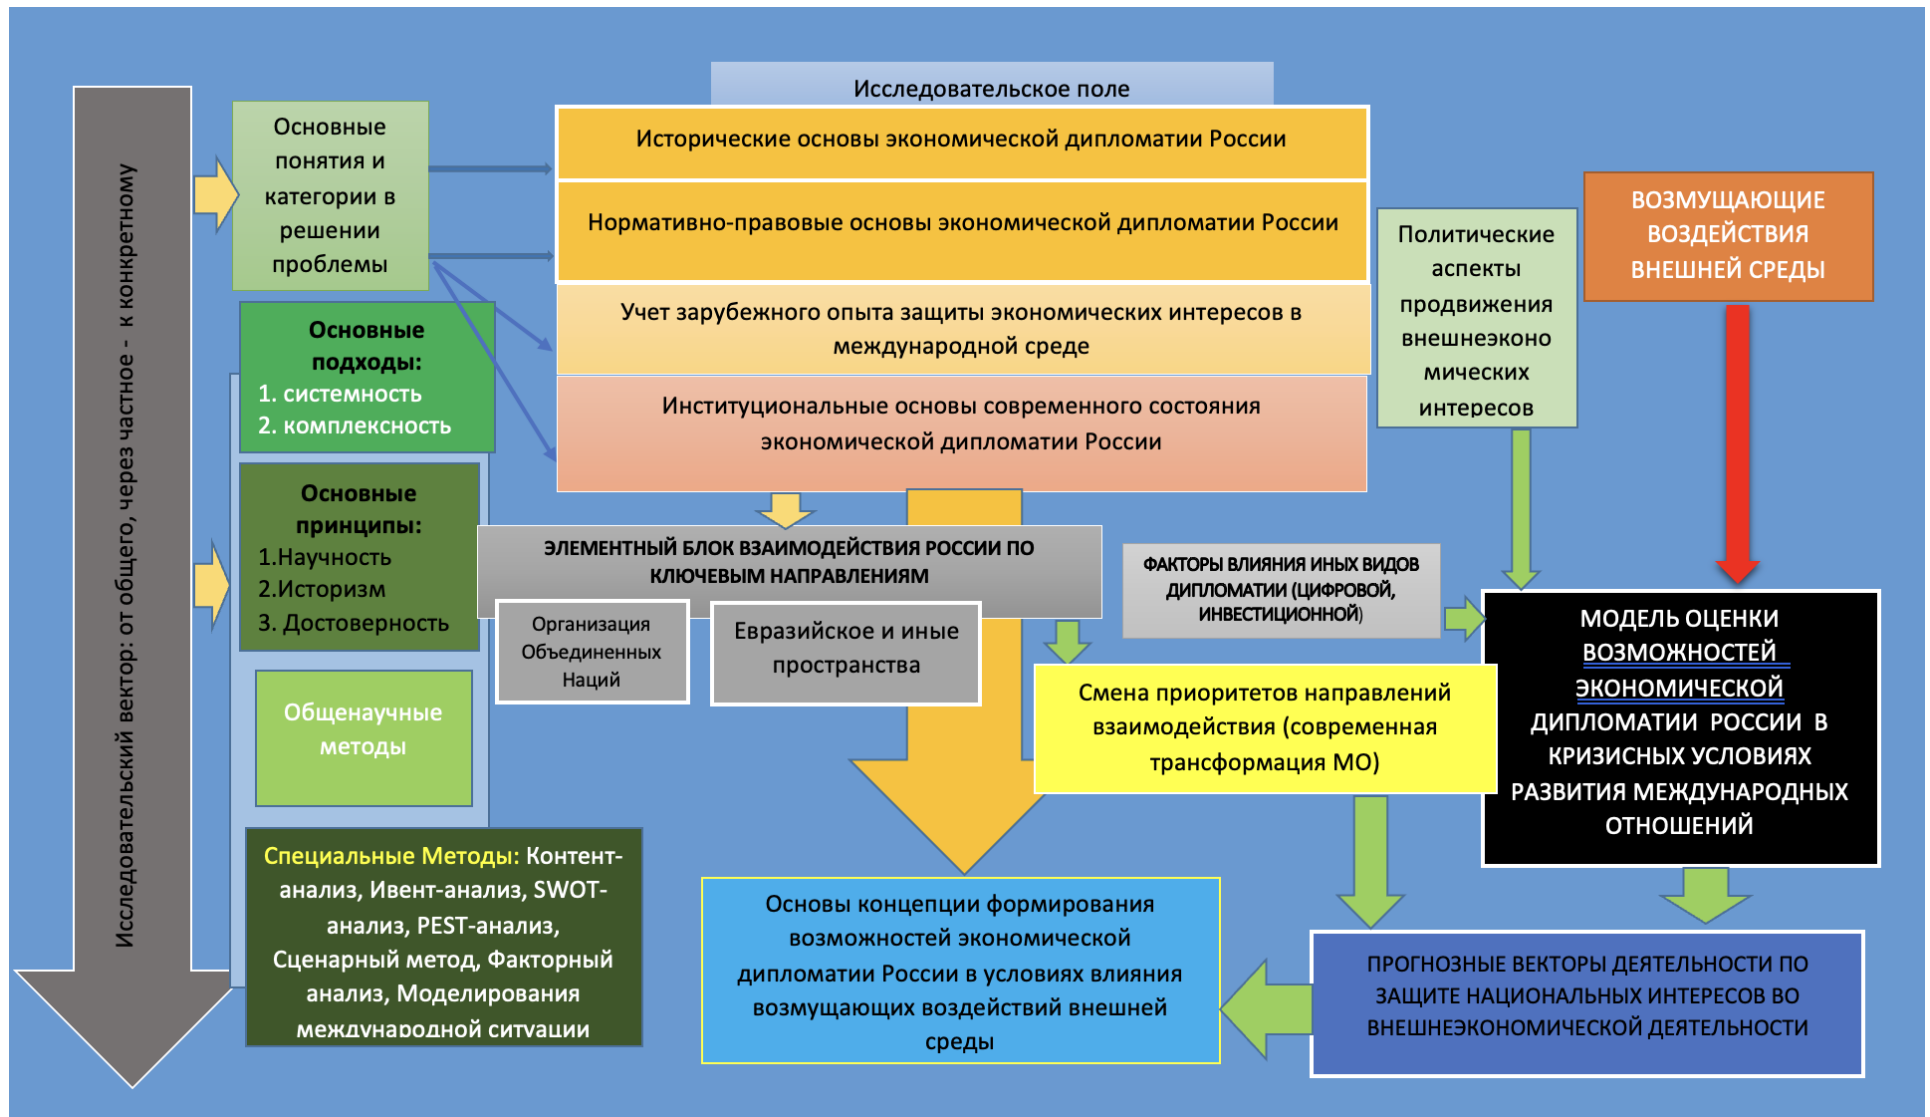 Исследовательский вектор: от общего, через частное - к конкретному
Основные
понятия и
категории в
решении
проблемы
Основные
подходы:
1. системность
2. комплексность
Основные
принципы:
1.Научность
2.Историзм
3. Достоверность
Общенаучные
методы
Специальные Методы: Контент-
анализ, Ивент-анализ, SWOT-
анализ, PEST-анализ,
Сценарный метод, Факторный
анализ, Моделирования
международной ситуации
Исследовательское поле
Исторические основы экономической дипломатии России
Нормативно-правовые основы экономической дипломатии России
Учет зарубежного опыта защиты экономических интересов в
международной среде
Институциональные основы современного состояния
экономической дипломатии России
ЭЛЕМЕНТНЫЙ БЛОК ВЗАИМОДЕЙСТВИЯ РОССИИ ПО
КЛЮЧЕВЫМ НАПРАВЛЕНИЯМ
Организация
Объединенных
Наций
Евразийское и иные
пространства
ФАКТОРЫ ВЛИЯНИЯ ИНЫХ ВИДОВ
ДИПЛОМАТИИ (ЦИФРОВОЙ,
ИНВЕСТИЦИОННОЙ)
Смена приоритетов направлений
взаимодействия (современная
трансформация МО)
Политические
аспекты
продвижения
внешнеэконо
мических
интересов
ВОЗМУЩАЮЩИЕ
ВОЗДЕЙСТВИЯ
ВНЕШНЕЙ СРЕДЫ
МОДЕЛЬ ОЦЕНКИ
ВОЗМОЖНОСТЕЙ
ЭКОНОМИЧЕСКОЙ
ДИПЛОМАТИИ РОССИИ В
КРИЗИСНЫХ УСЛОВИЯХ
РАЗВИТИЯ МЕЖДУНАРОДНЫХ
ОТНОШЕНИЙ
Основы концепции формирования
возможностей экономической
дипломатии России в условиях влияния
возмущающих воздействий внешней
среды
ПРОГНОЗНЫЕ ВЕКТОРЫ ДЕЯТЕЛЬНОСТИ ПО
ЗАЩИТЕ НАЦИОНАЛЬНЫХ ИНТЕРЕСОВ ВО
ВНЕШНЕЭКОНОМИЧЕСКОЙ ДЕЯТЕЛЬНОСТИ